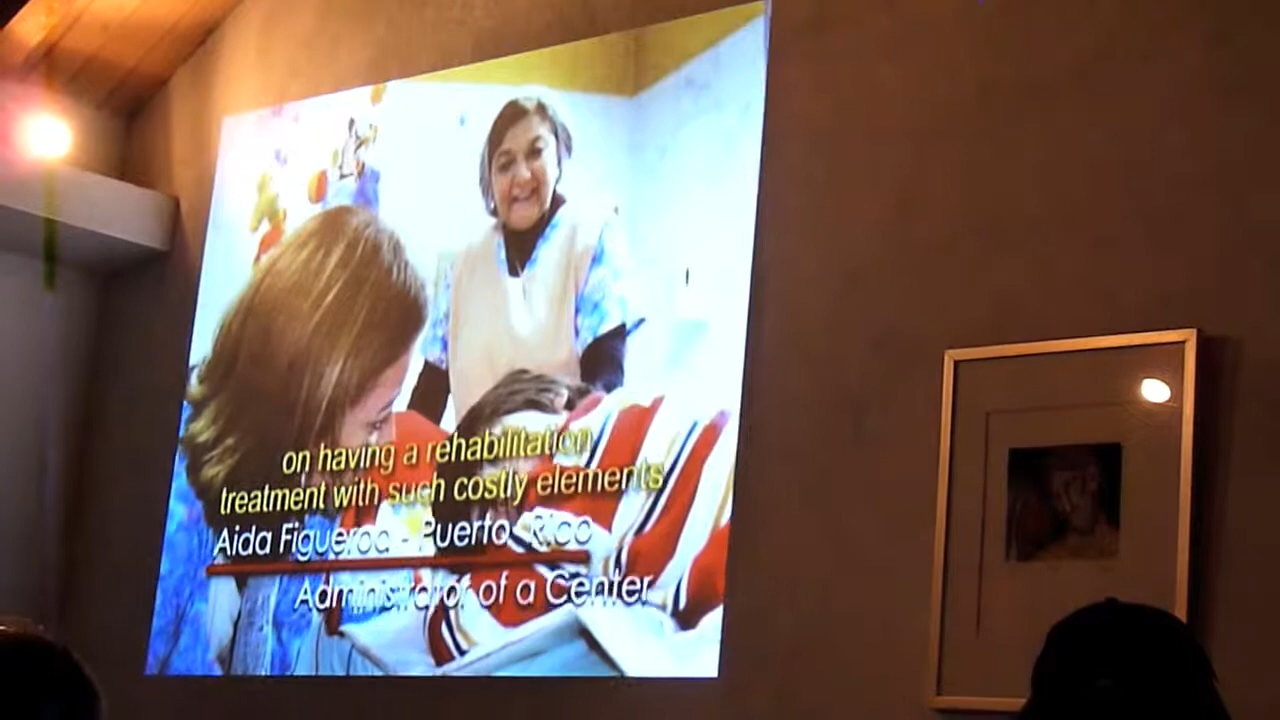 on having a rehabilitation
treatment with such costly elements
Aida Figueroa - Puerto Rico
Administrator of a Center